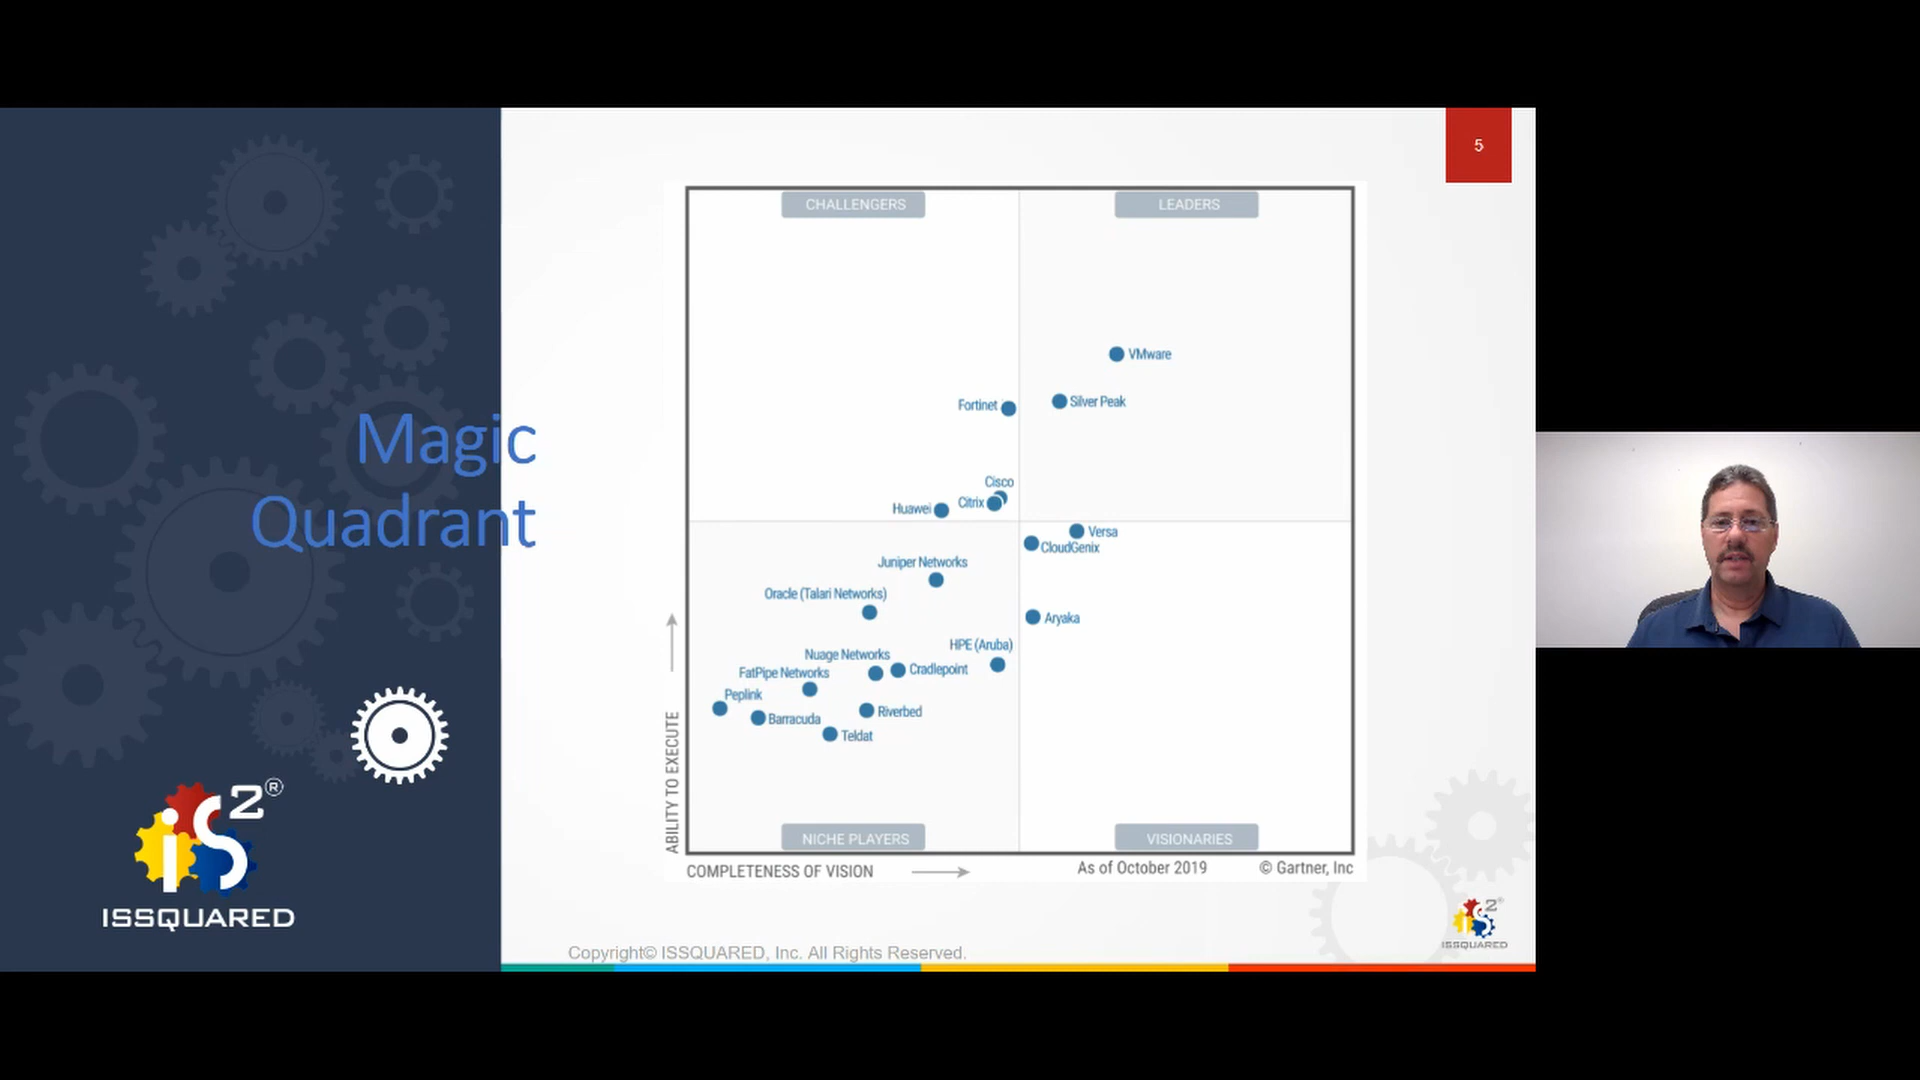 5
Magic
Quadrant
CHALLENGERS
LEADERS
VMware
Silver Peak
Fortinet
Cisco
Citrix
Huawei
Versa
CloudGenix
Juniper Networks
Oracle (Talari Networks)
Aryaka
HPE (Aruba)
Nuage Networks
Cradlepoint
FatPipe Networks
Peplink
Barracuda
Riverbed
Teldat
ABILITY TO EXECUTE
NICHE PLAYERS
VISIONARIES
COMPLETENESS OF VISION
As of October 2019
© Gartner, Inc
iS2®
ISSQUARED
Copyright© ISSQUARED, Inc. All Rights Reserved.
iS2®
ISSQUARED